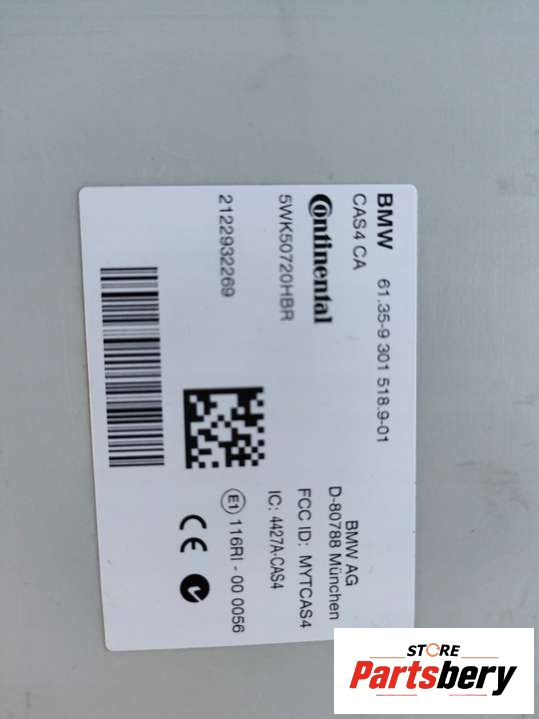 BMW 61.35-9 301 518.9-01
CAS4 CA
Continental
5WK50720HBR
2122932269
BMW AG
D-80788 München
FCC ID: MYTCAS4
IC: 4427A-CAS4
E1 116RI - 00 0056
CE
STORE
Partsbery